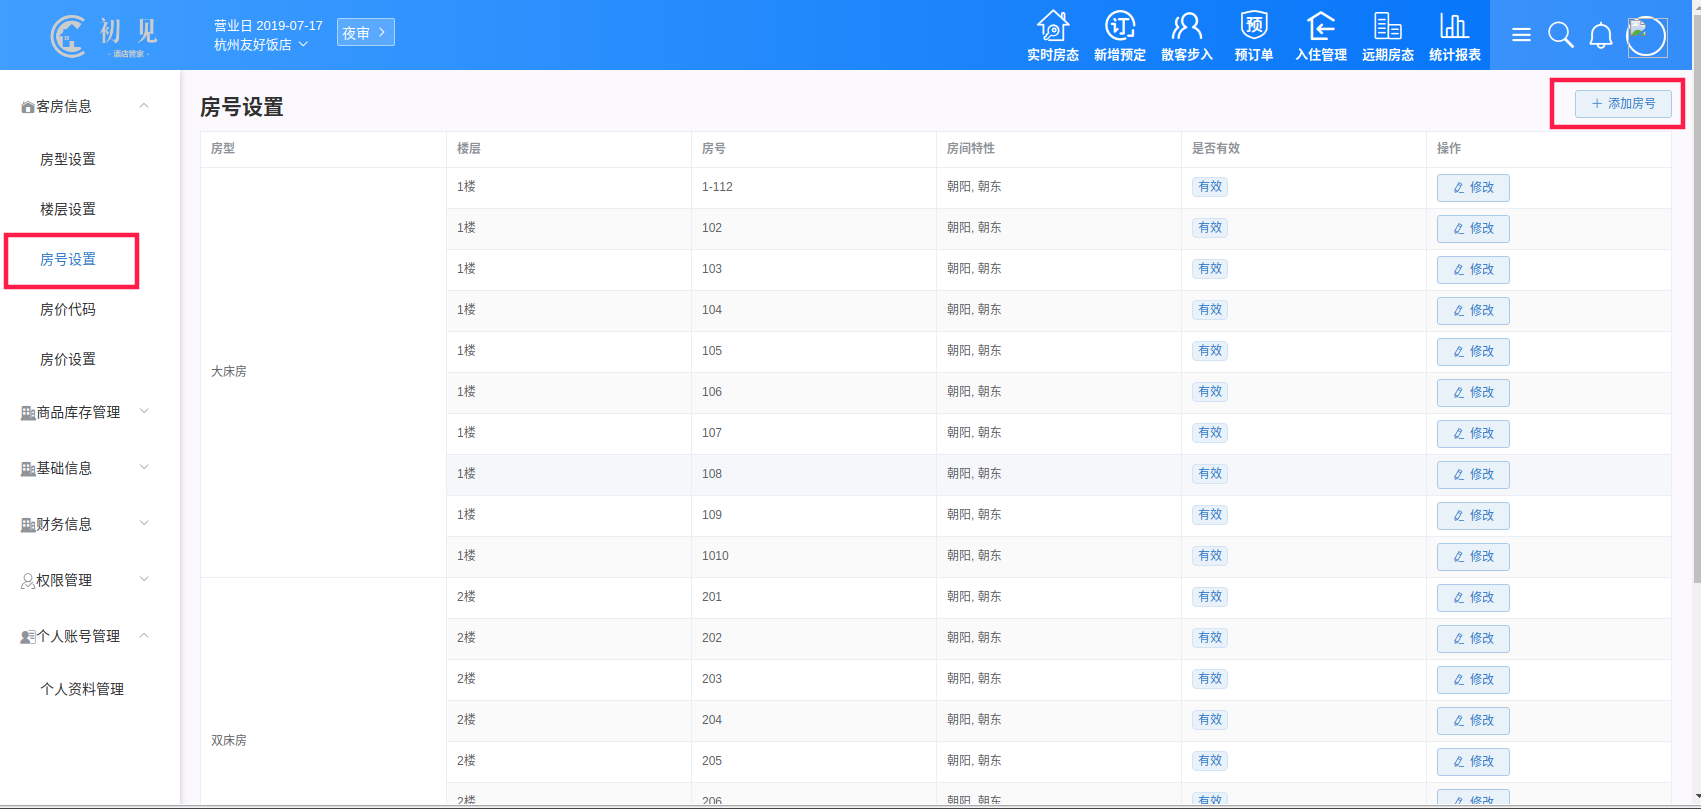 初 见
- 酒店管家 -
营业日 2019-07-17
杭州友好饭店
夜审
订
预
实时房态 新增预定 散客步入 预订单 入住管理 远期房态 统计报表
客房信息
房型设置
楼层设置
房号设置
房价代码
房价设置
商品库存管理
基础信息
财务信息
权限管理
个人账号管理
个人资料管理
房号设置
添加房号
房型 楼层 房号 房间特性 是否有效 操作
大床房
1楼 1-112 朝阳, 朝东 有效 修改
1楼 102 朝阳, 朝东 有效 修改
1楼 103 朝阳, 朝东 有效 修改
1楼 104 朝阳, 朝东 有效 修改
1楼 105 朝阳, 朝东 有效 修改
1楼 106 朝阳, 朝东 有效 修改
1楼 107 朝阳, 朝东 有效 修改
1楼 108 朝阳, 朝东 有效 修改
1楼 109 朝阳, 朝东 有效 修改
1楼 1010 朝阳, 朝东 有效 修改
双床房
2楼 201 朝阳, 朝东 有效 修改
2楼 202 朝阳, 朝东 有效 修改
2楼 203 朝阳, 朝东 有效 修改
2楼 204 朝阳, 朝东 有效 修改
2楼 205 朝阳, 朝东 有效 修改
2楼 206 朝阳, 朝东 有效 修改